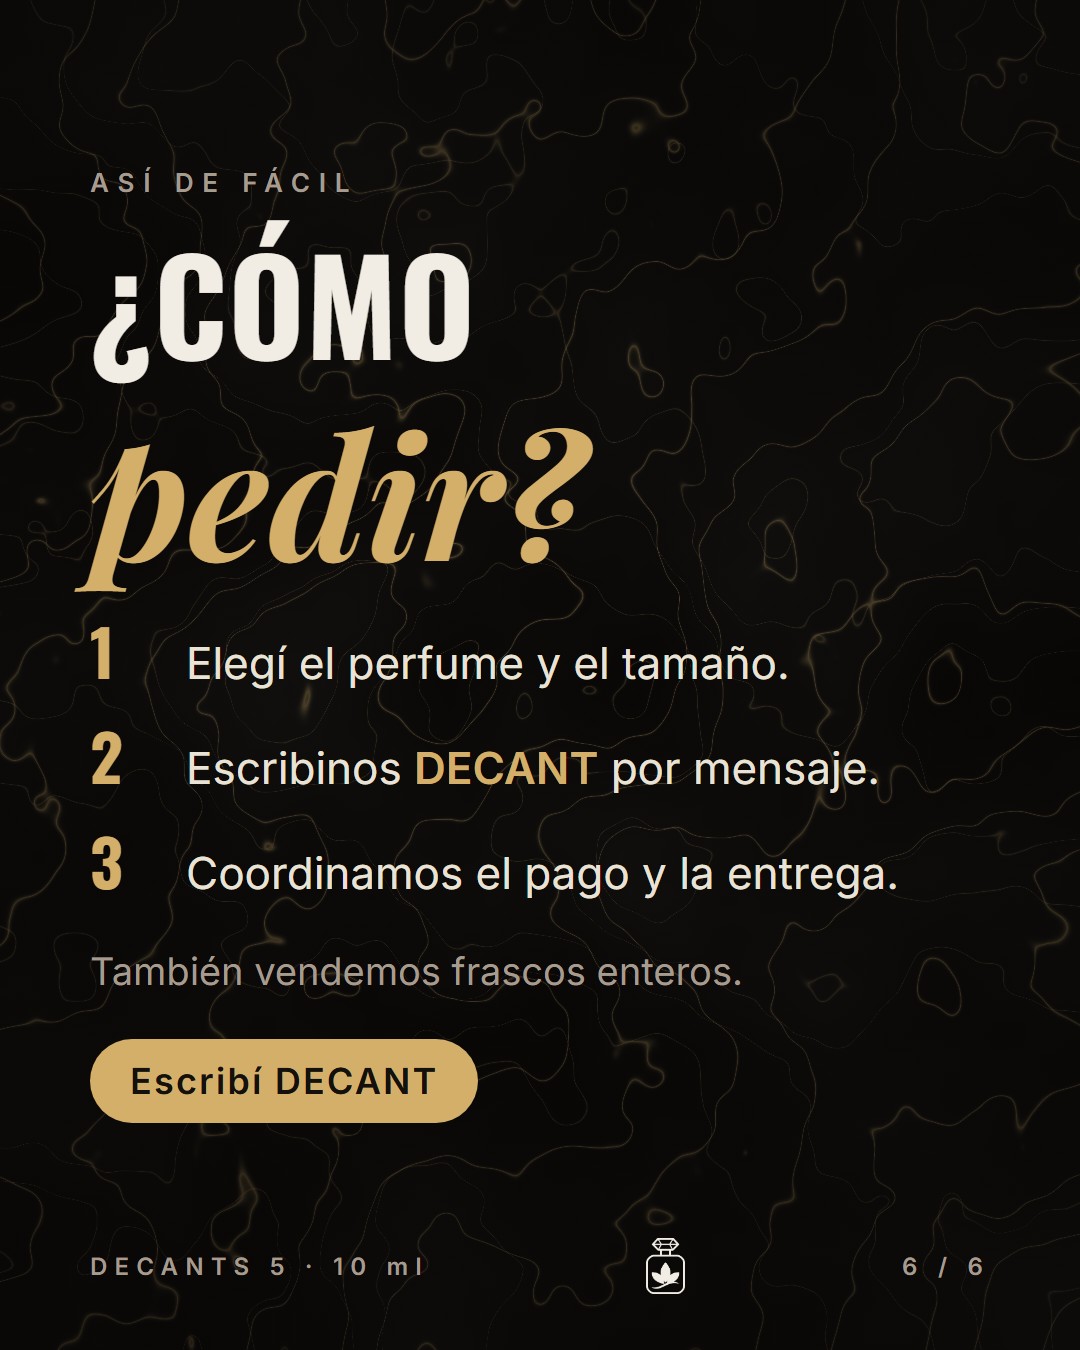 ASÍ DE FÁCIL
¿CÓMO
pedir?
1 Elegí el perfume y el tamaño.
2 Escribinos DECANT por mensaje.
3 Coordinamos el pago y la entrega.
También vendemos frascos enteros.
Escribí DECANT
DECANTS 5 · 10 ml 6 / 6